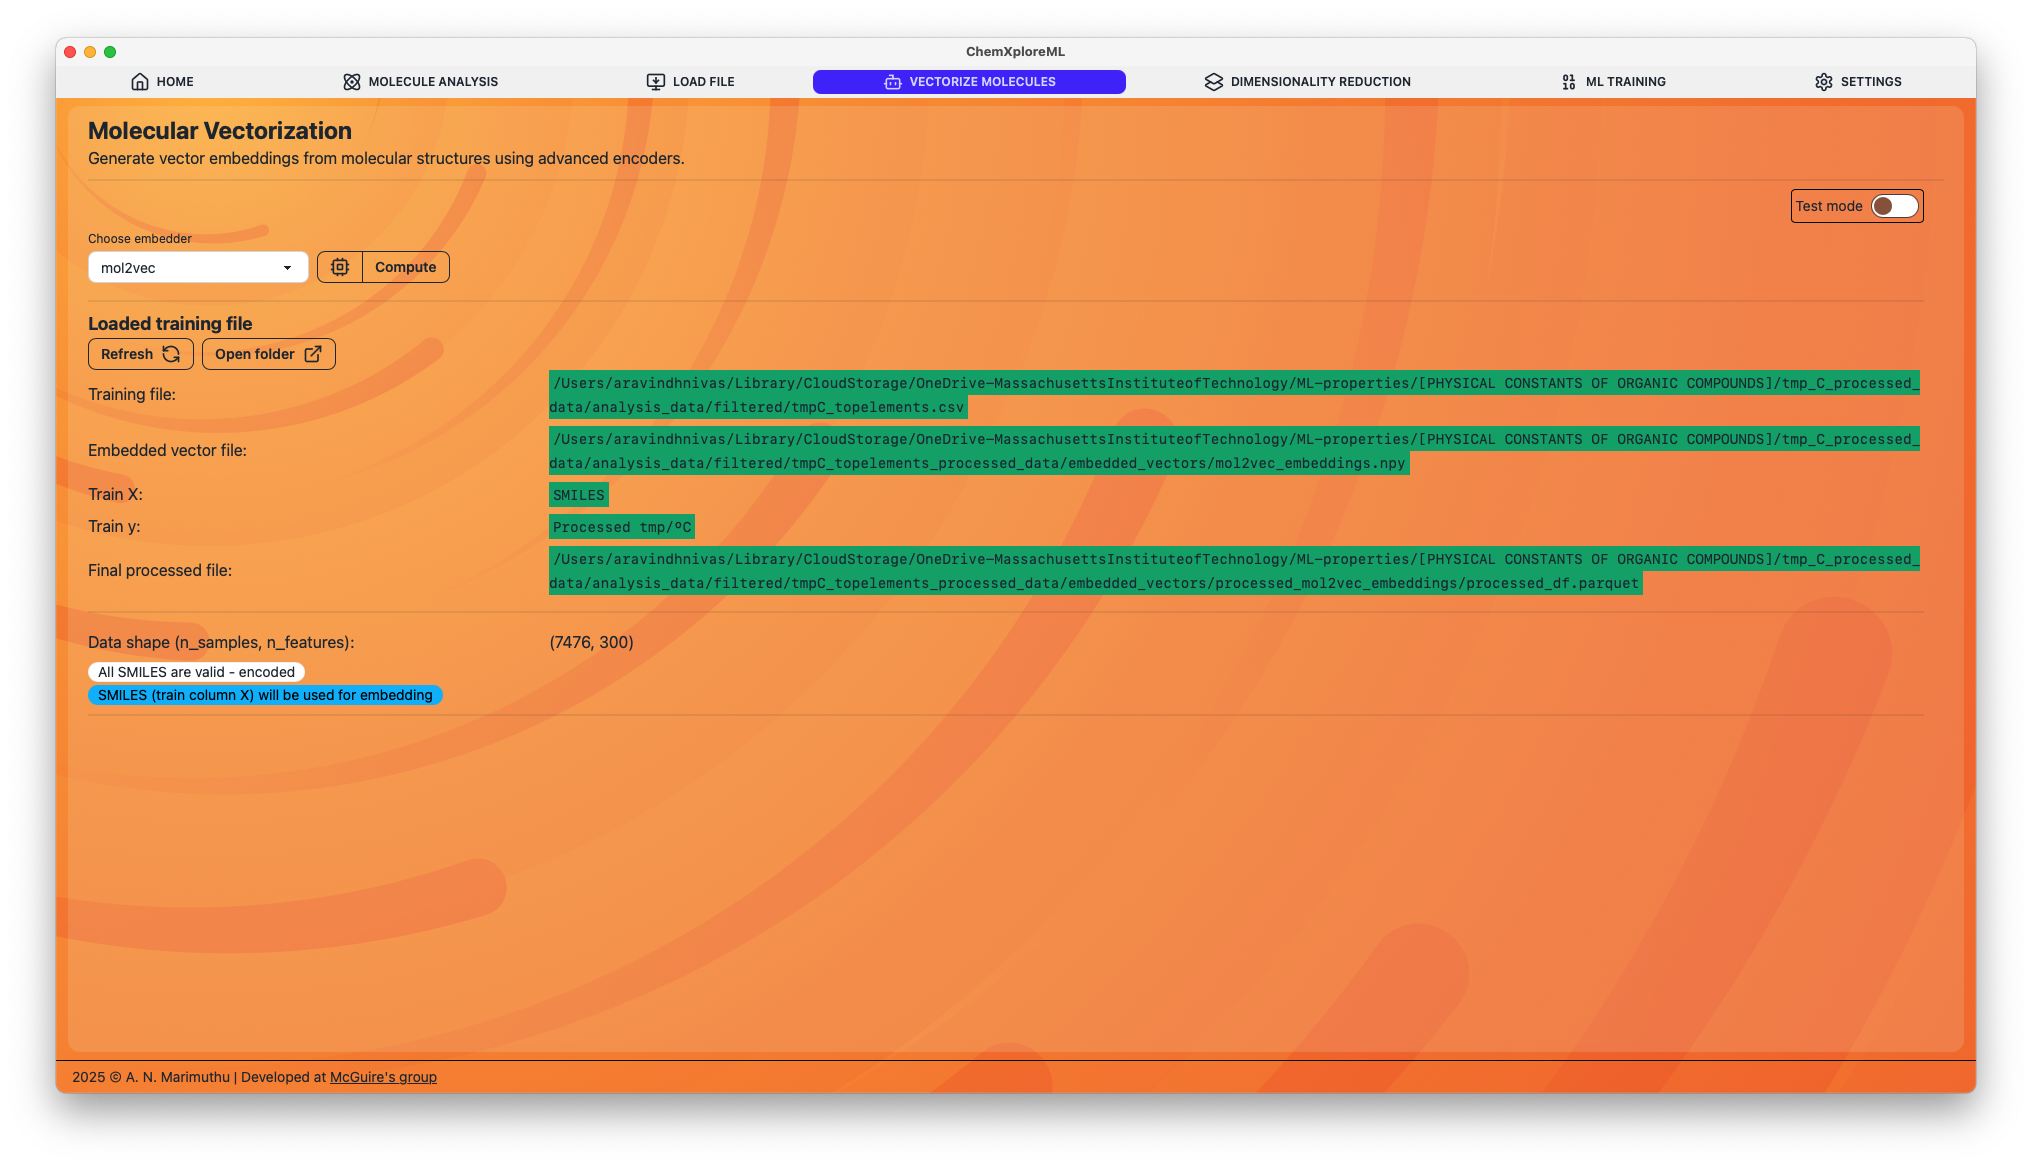 ChemXploreML
HOME
MOLECULE ANALYSIS
LOAD FILE
VECTORIZE MOLECULES
DIMENSIONALITY REDUCTION
ML TRAINING
SETTINGS
Molecular Vectorization
Generate vector embeddings from molecular structures using advanced encoders.
Test mode
Choose embedder
mol2vec
Compute
Loaded training file
Refresh
Open folder
Training file:
/Users/aravindhnivas/Library/CloudStorage/OneDrive-MassachusettsInstituteofTechnology/ML-properties/[PHYSICAL CONSTANTS OF ORGANIC COMPOUNDS]/tmp_C_processed_
data/analysis_data/filtered/tmpC_topelements.csv
Embedded vector file:
/Users/aravindhnivas/Library/CloudStorage/OneDrive-MassachusettsInstituteofTechnology/ML-properties/[PHYSICAL CONSTANTS OF ORGANIC COMPOUNDS]/tmp_C_processed_
data/analysis_data/filtered/tmpC_topelements_processed_data/embedded_vectors/mol2vec_embeddings.npy
Train X:
SMILES
Train y:
Processed tmp/ºC
Final processed file:
/Users/aravindhnivas/Library/CloudStorage/OneDrive-MassachusettsInstituteofTechnology/ML-properties/[PHYSICAL CONSTANTS OF ORGANIC COMPOUNDS]/tmp_C_processed_
data/analysis_data/filtered/tmpC_topelements_processed_data/embedded_vectors/processed_mol2vec_embeddings/processed_df.parquet
Data shape (n_samples, n_features):
(7476, 300)
All SMILES are valid - encoded
SMILES (train column X) will be used for embedding
2025 © A. N. Marimuthu | Developed at McGuire's group